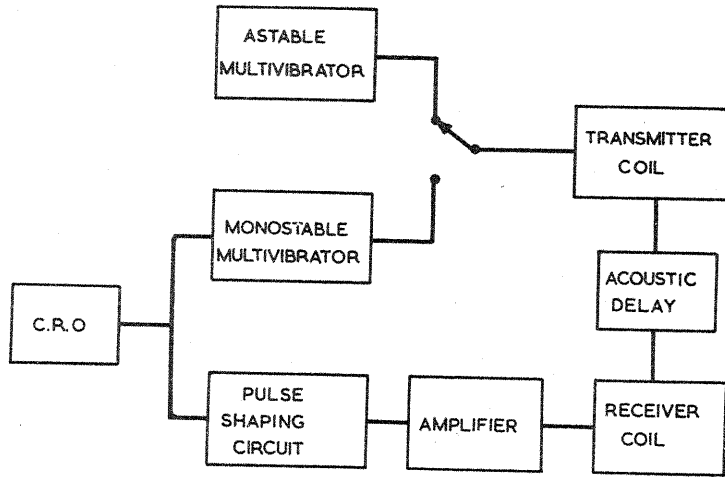 ASTABLE
MULTIVIBRATOR
TRANSMITTER
COIL
MONOSTABLE
MULTIVIBRATOR
ACOUSTIC
DELAY
C.R.O
PULSE
SHAPING
CIRCUIT
AMPLIFIER
RECEIVER
COIL